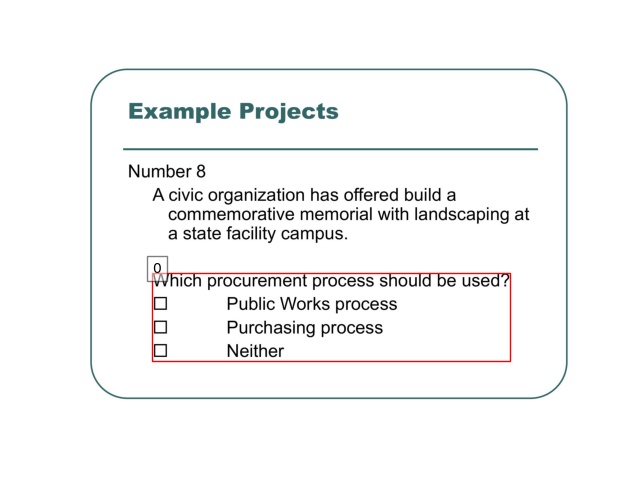 Example Projects
Number 8
A civic organization has offered build a
commemorative memorial with landscaping at
a state facility campus.
0
Which procurement process should be used?
☐ Public Works process
☐ Purchasing process
☐ Neither